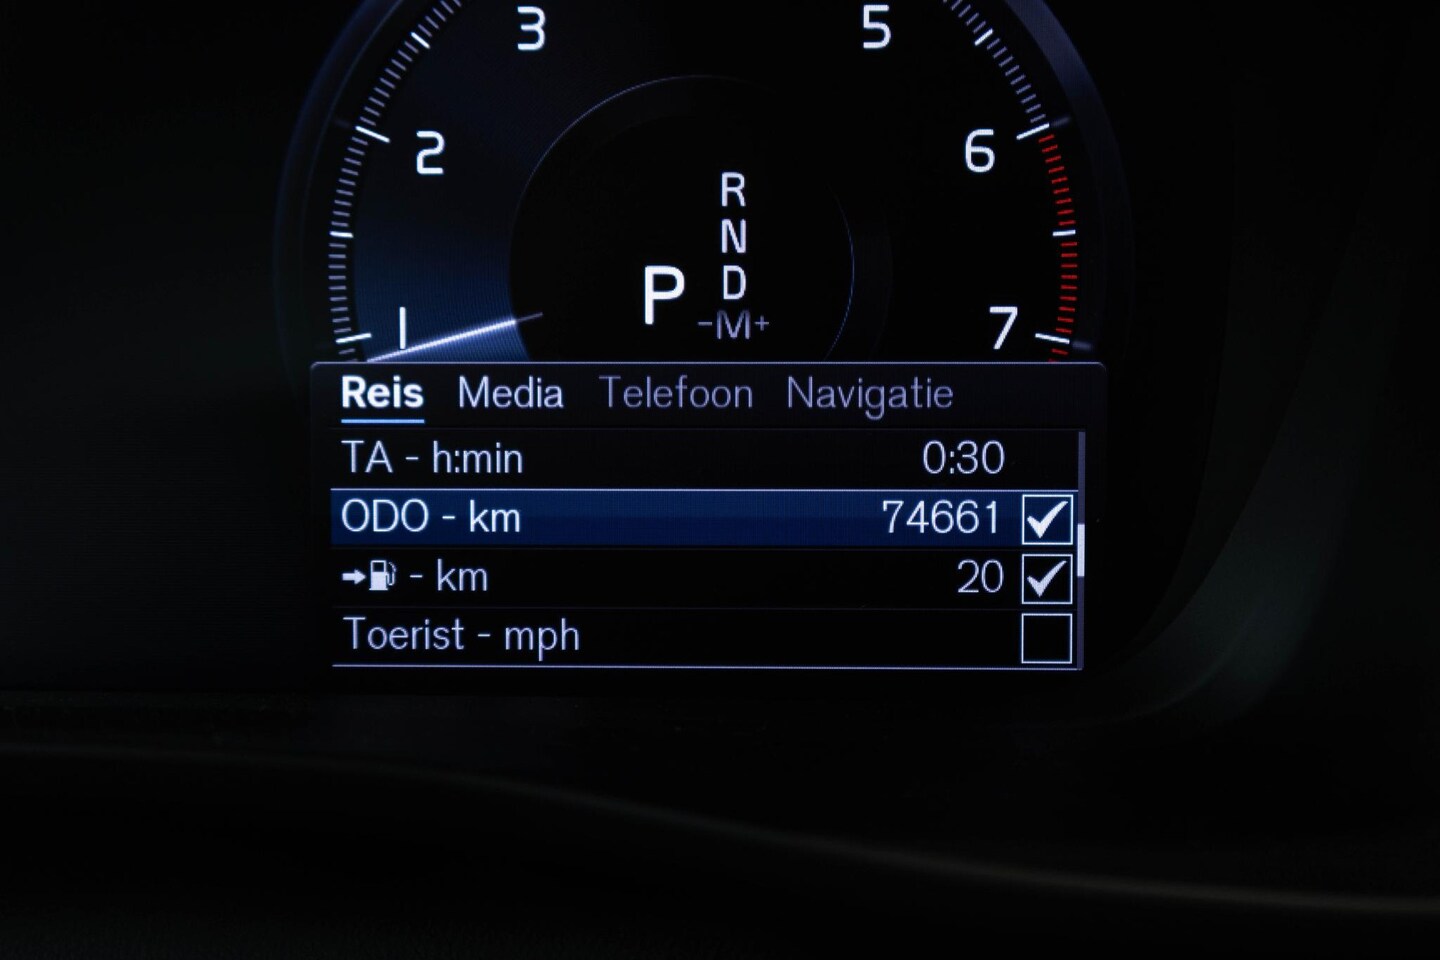 3 5
2 6
R
N
D
P
-M+
1 7
Reis Media Telefoon Navigatie
TA - h:min 0:30
ODO - km 74661
- km 20
Toerist - mph